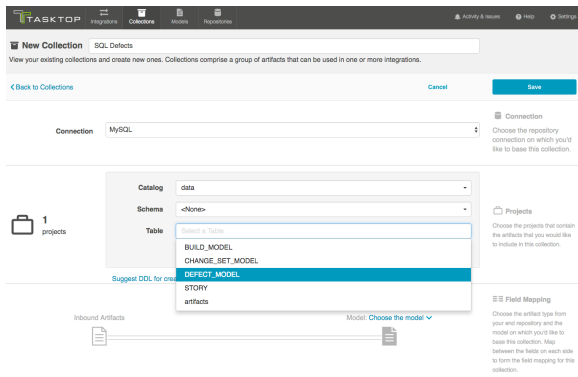 TASKTOP
Integrations
Collections
Models
Repositories
Activity & Issues
Help
Settings
New Collection
SQL Defects
View your existing collections and create new ones. Collections comprise a group of artifacts that can be used in one or more integrations.
Back to Collections
Cancel
Save
Connection
MySQL
Connection
Choose the repository
connection on which you'd
like to base this collection.
1
projects
Catalog
data
Schema
<None>
Table
Select a Table
BUILD_MODEL
CHANGE_SET_MODEL
DEFECT_MODEL
STORY
artifacts
Suggest DDL for
Projects
Choose the projects that contain
the artifacts that you would like
to include in this collection.
Inbound Artifacts
Model: Choose the model
Field Mapping
Choose the artifact type from
your end repository and the
model on which you'd like to
base this collection. Map
between the fields on each side
to form the field mapping for this
collection.